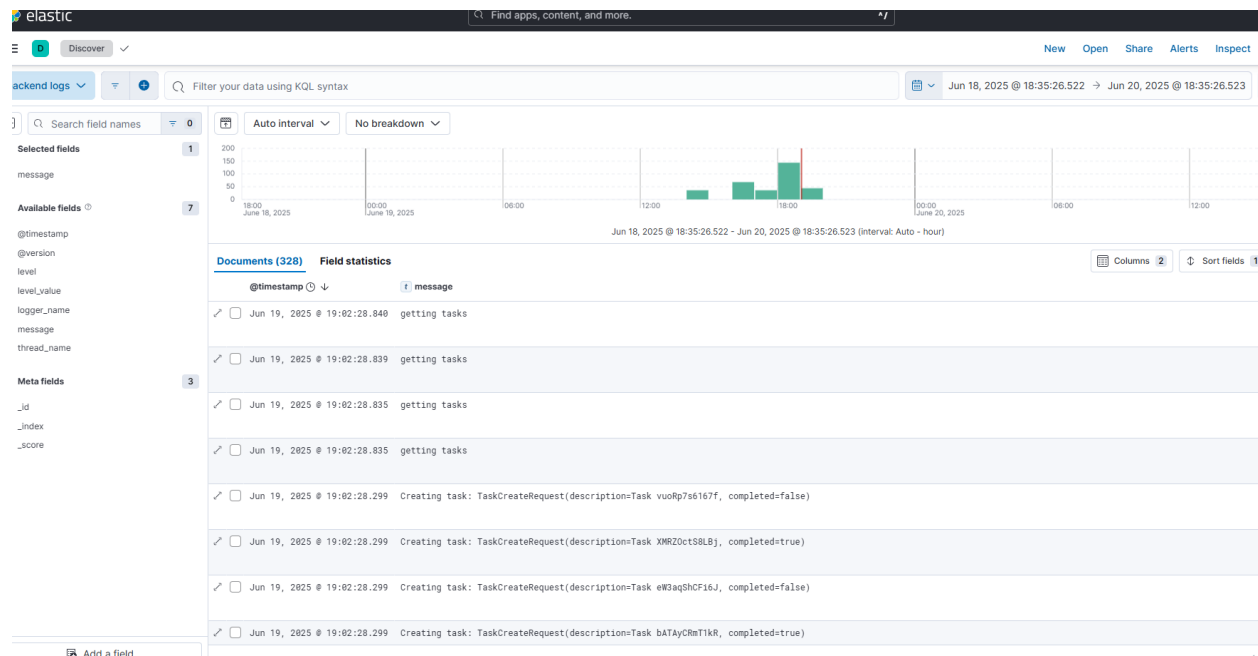 elastic
Find apps, content, and more.
^/
D
Discover
New Open Share Alerts Inspect
ackend logs
Filter your data using KQL syntax
Jun 18, 2025 @ 18:35:26.522 → Jun 20, 2025 @ 18:35:26.523
Search field names
0
Auto interval
No breakdown
Selected fields
1
message
Available fields
7
@timestamp
@version
level
level_value
logger_name
message
thread_name
Meta fields
3
_id
_index
_score
Add a field
200
150
100
50
0
18:00
June 18, 2025
00:00
June 19, 2025
06:00
12:00
18:00
00:00
June 20, 2025
06:00
12:00
Jun 18, 2025 @ 18:35:26.522 - Jun 20, 2025 @ 18:35:26.523 (interval: Auto - hour)
Documents (328)
Field statistics
Columns 2
Sort fields 1
@timestamp
t message
Jun 19, 2025 @ 19:02:28.840 getting tasks
Jun 19, 2025 @ 19:02:28.839 getting tasks
Jun 19, 2025 @ 19:02:28.835 getting tasks
Jun 19, 2025 @ 19:02:28.835 getting tasks
Jun 19, 2025 @ 19:02:28.299 Creating task: TaskCreateRequest(description=Task vuoRp7s6167f, completed=false)
Jun 19, 2025 @ 19:02:28.299 Creating task: TaskCreateRequest(description=Task XMRZOctS8LBj, completed=true)
Jun 19, 2025 @ 19:02:28.299 Creating task: TaskCreateRequest(description=Task eW3aqShCFi6J, completed=false)
Jun 19, 2025 @ 19:02:28.299 Creating task: TaskCreateRequest(description=Task bATAyCRmT1kR, completed=true)